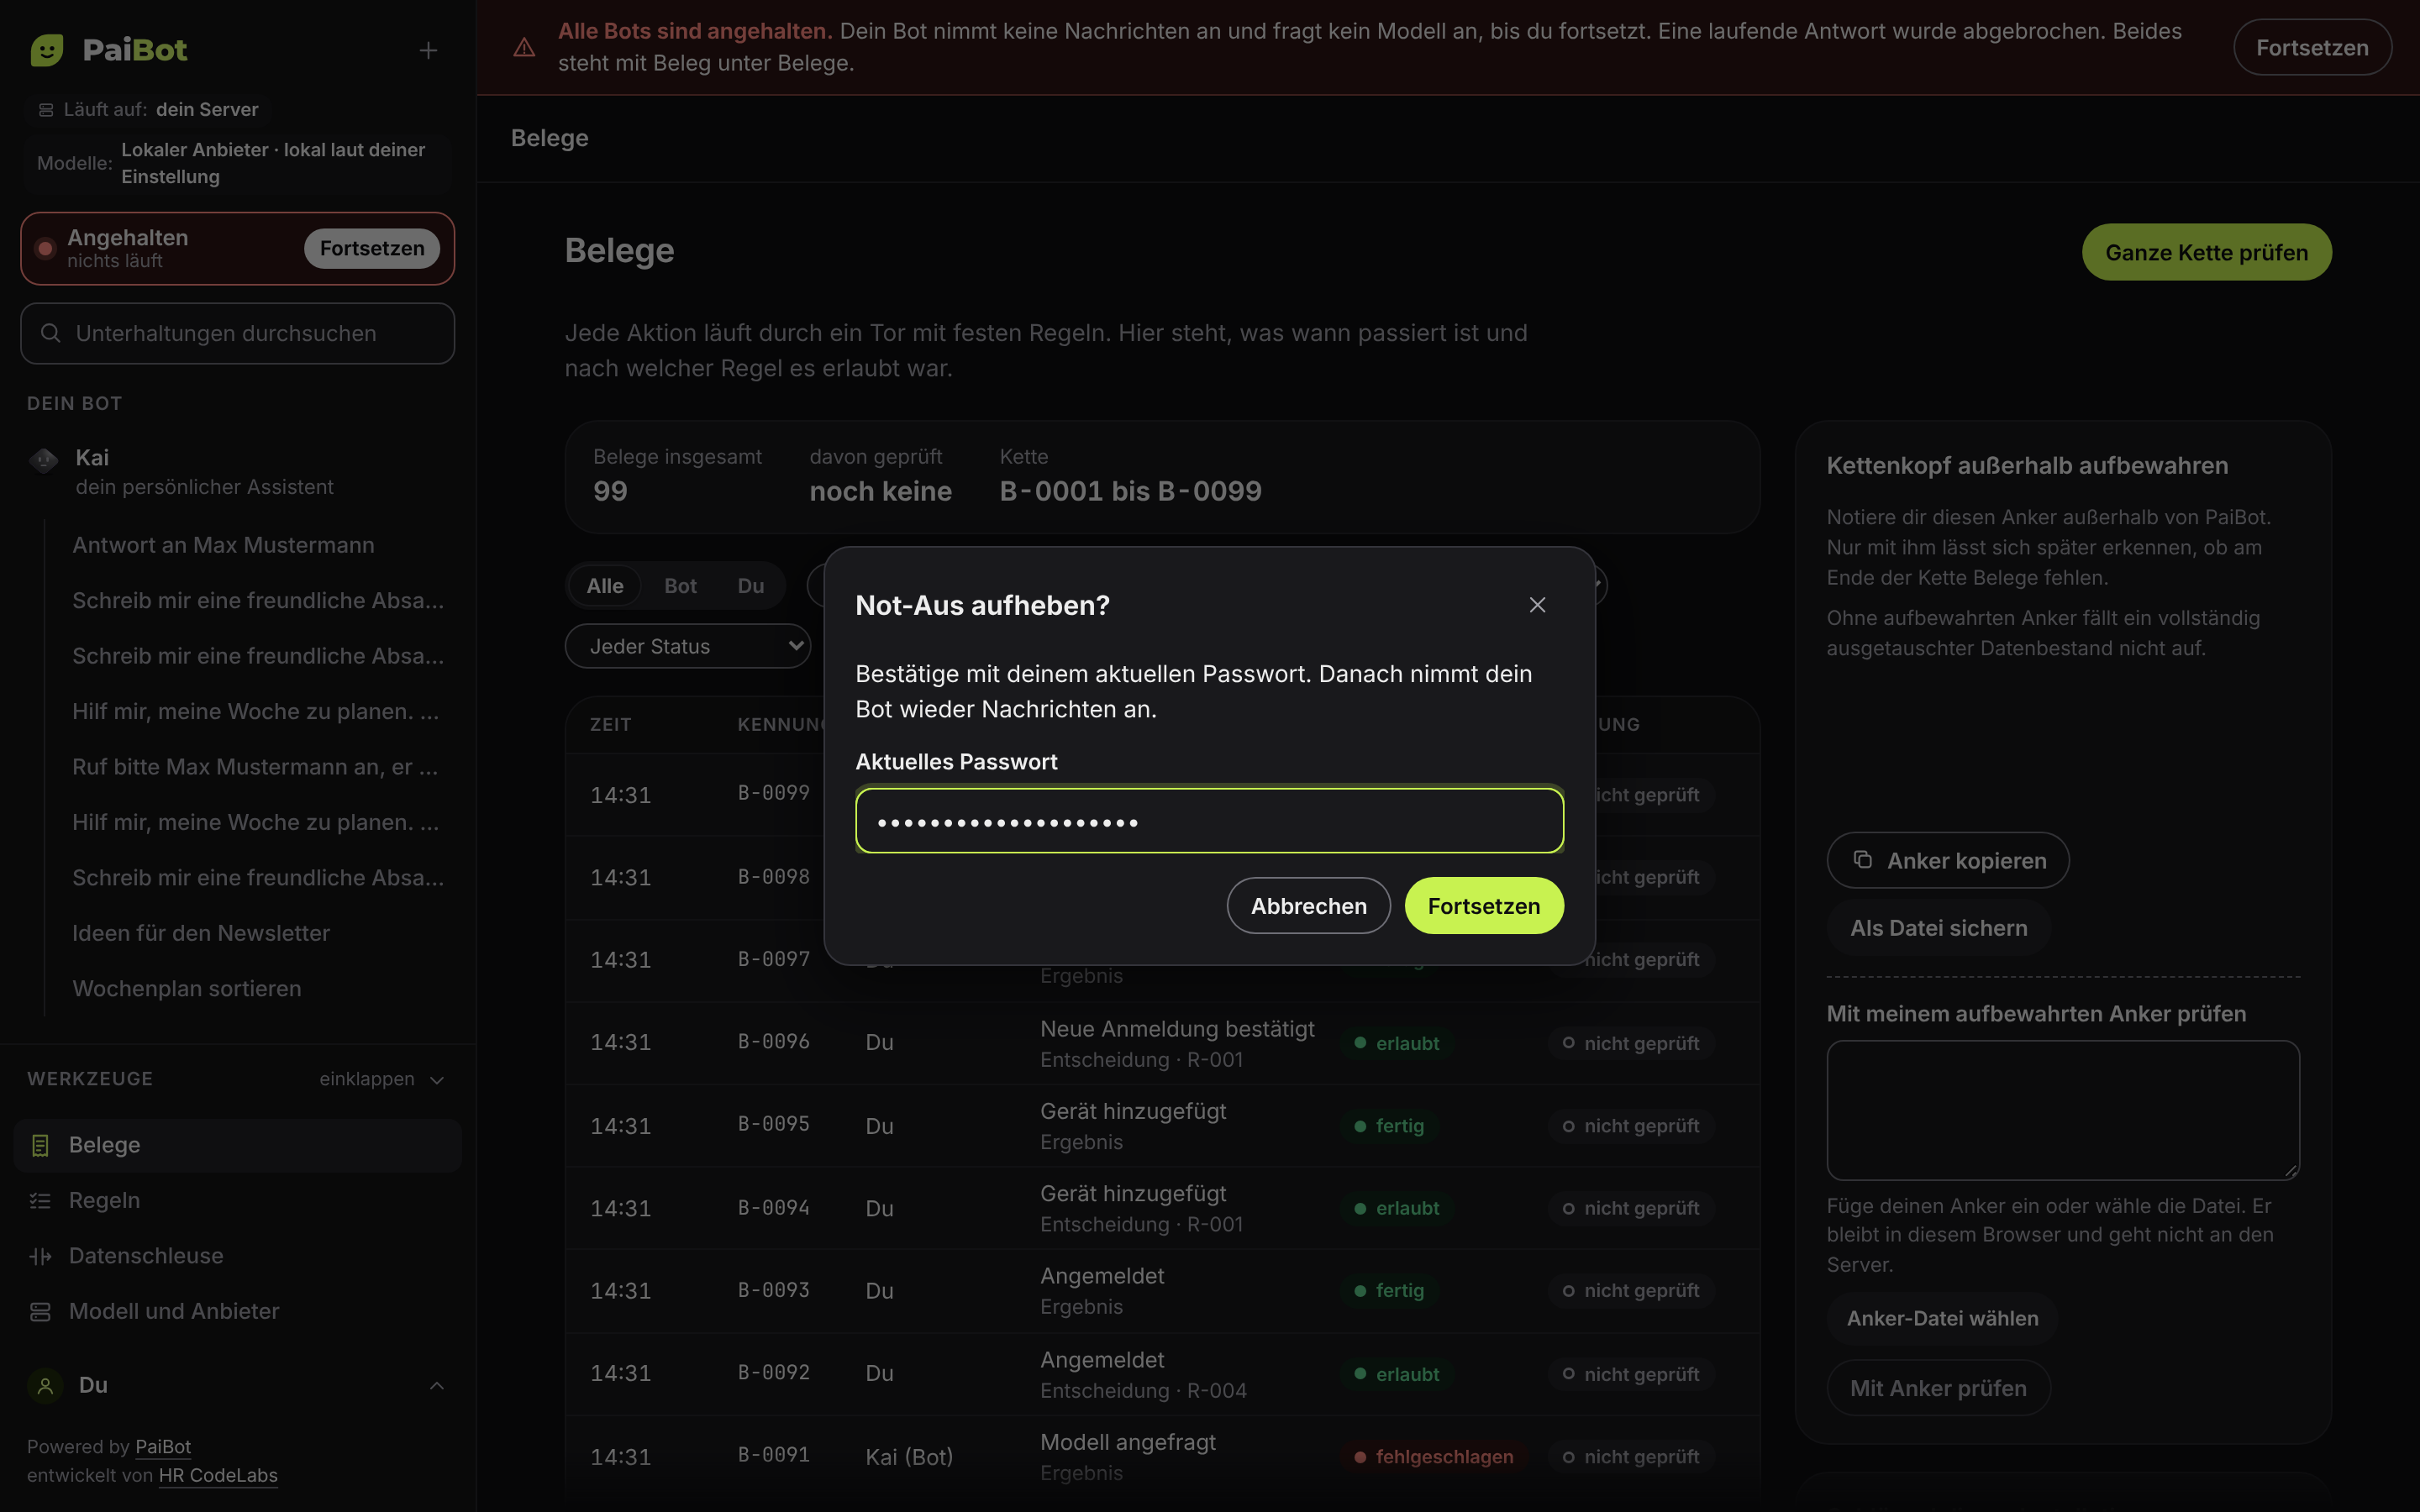 PaiBot
Läuft auf: dein Server
Modelle: Lokaler Anbieter · lokal laut deiner
Einstellung
Angehalten
nichts läuft
Fortsetzen
Unterhaltungen durchsuchen
DEIN BOT
Kai
dein persönlicher Assistent
Antwort an Max Mustermann
Schreib mir eine freundliche Absa...
Schreib mir eine freundliche Absa...
Hilf mir, meine Woche zu planen. ...
Ruf bitte Max Mustermann an, er ...
Hilf mir, meine Woche zu planen. ...
Schreib mir eine freundliche Absa...
Ideen für den Newsletter
Wochenplan sortieren
WERKZEUGE einklappen
Belege
Regeln
Datenschleuse
Modell und Anbieter
Du
Powered by PaiBot
entwickelt von HR CodeLabs
Alle Bots sind angehalten. Dein Bot nimmt keine Nachrichten an und fragt kein Modell an, bis du fortsetzt. Eine laufende Antwort wurde abgebrochen. Beides
steht mit Beleg unter Belege.
Fortsetzen
Belege
Belege
Ganze Kette prüfen
Jede Aktion läuft durch ein Tor mit festen Regeln. Hier steht, was wann passiert ist und
nach welcher Regel es erlaubt war.
Belege insgesamt davon geprüft Kette
99 noch keine B-0001 bis B-0099
Alle Bot Du
Jeder Status
Not-Aus aufheben?
Bestätige mit deinem aktuellen Passwort. Danach nimmt dein
Bot wieder Nachrichten an.
Aktuelles Passwort
Abbrechen Fortsetzen
ZEIT
14:31 B-0099 nicht geprüft
14:31 B-0098 nicht geprüft
14:31 B-0097 nicht geprüft
Ergebnis
14:31 B-0096 Du Neue Anmeldung bestätigt erlaubt nicht geprüft
Entscheidung · R-001
14:31 B-0095 Du Gerät hinzugefügt fertig nicht geprüft
Ergebnis
14:31 B-0094 Du Gerät hinzugefügt erlaubt nicht geprüft
Entscheidung · R-001
14:31 B-0093 Du Angemeldet fertig nicht geprüft
Ergebnis
14:31 B-0092 Du Angemeldet erlaubt nicht geprüft
Entscheidung · R-004
14:31 B-0091 Kai (Bot) Modell angefragt fehlgeschlagen nicht geprüft
Ergebnis
Kettenkopf außerhalb aufbewahren
Notiere dir diesen Anker außerhalb von PaiBot.
Nur mit ihm lässt sich später erkennen, ob am
Ende der Kette Belege fehlen.
Ohne aufbewahrten Anker fällt ein vollständig
ausgetauschter Datenbestand nicht auf.
Anker kopieren
Als Datei sichern
Mit meinem aufbewahrten Anker prüfen
Füge deinen Anker ein oder wähle die Datei. Er
bleibt in diesem Browser und geht nicht an den
Server.
Anker-Datei wählen
Mit Anker prüfen